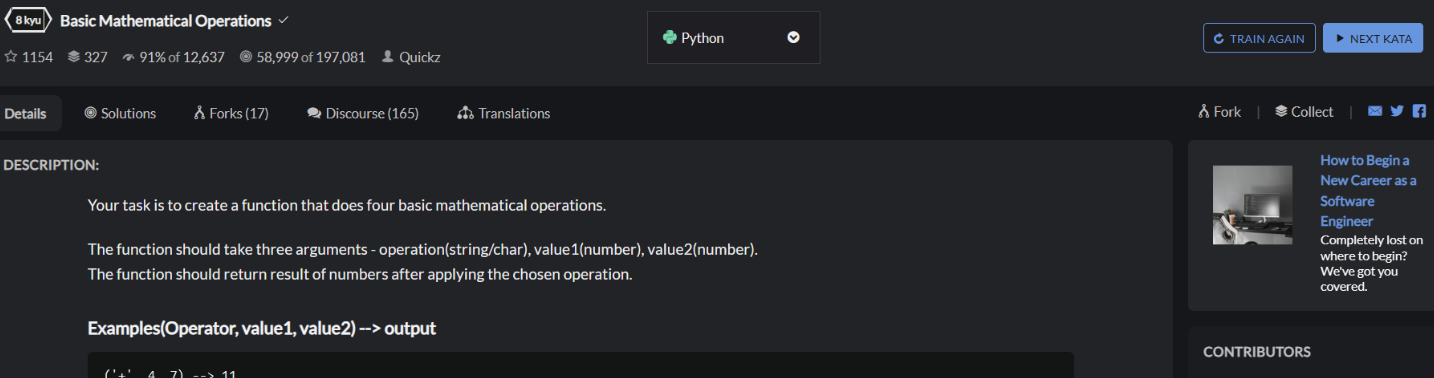 8 kyu Basic Mathematical Operations
1154 327 91% of 12,637 58,999 of 197,081 Quickz
Python
TRAIN AGAIN NEXT KATA
Details Solutions Forks (17) Discourse (165) Translations
Fork | Collect |
DESCRIPTION:
Your task is to create a function that does four basic mathematical operations.
The function should take three arguments - operation(string/char), value1(number), value2(number).
The function should return result of numbers after applying the chosen operation.
Examples(Operator, value1, value2) --> output
('+', 4, 7) --> 11
How to Begin a
New Career as a
Software
Engineer
Completely lost on
where to begin?
We've got you
covered.
CONTRIBUTORS